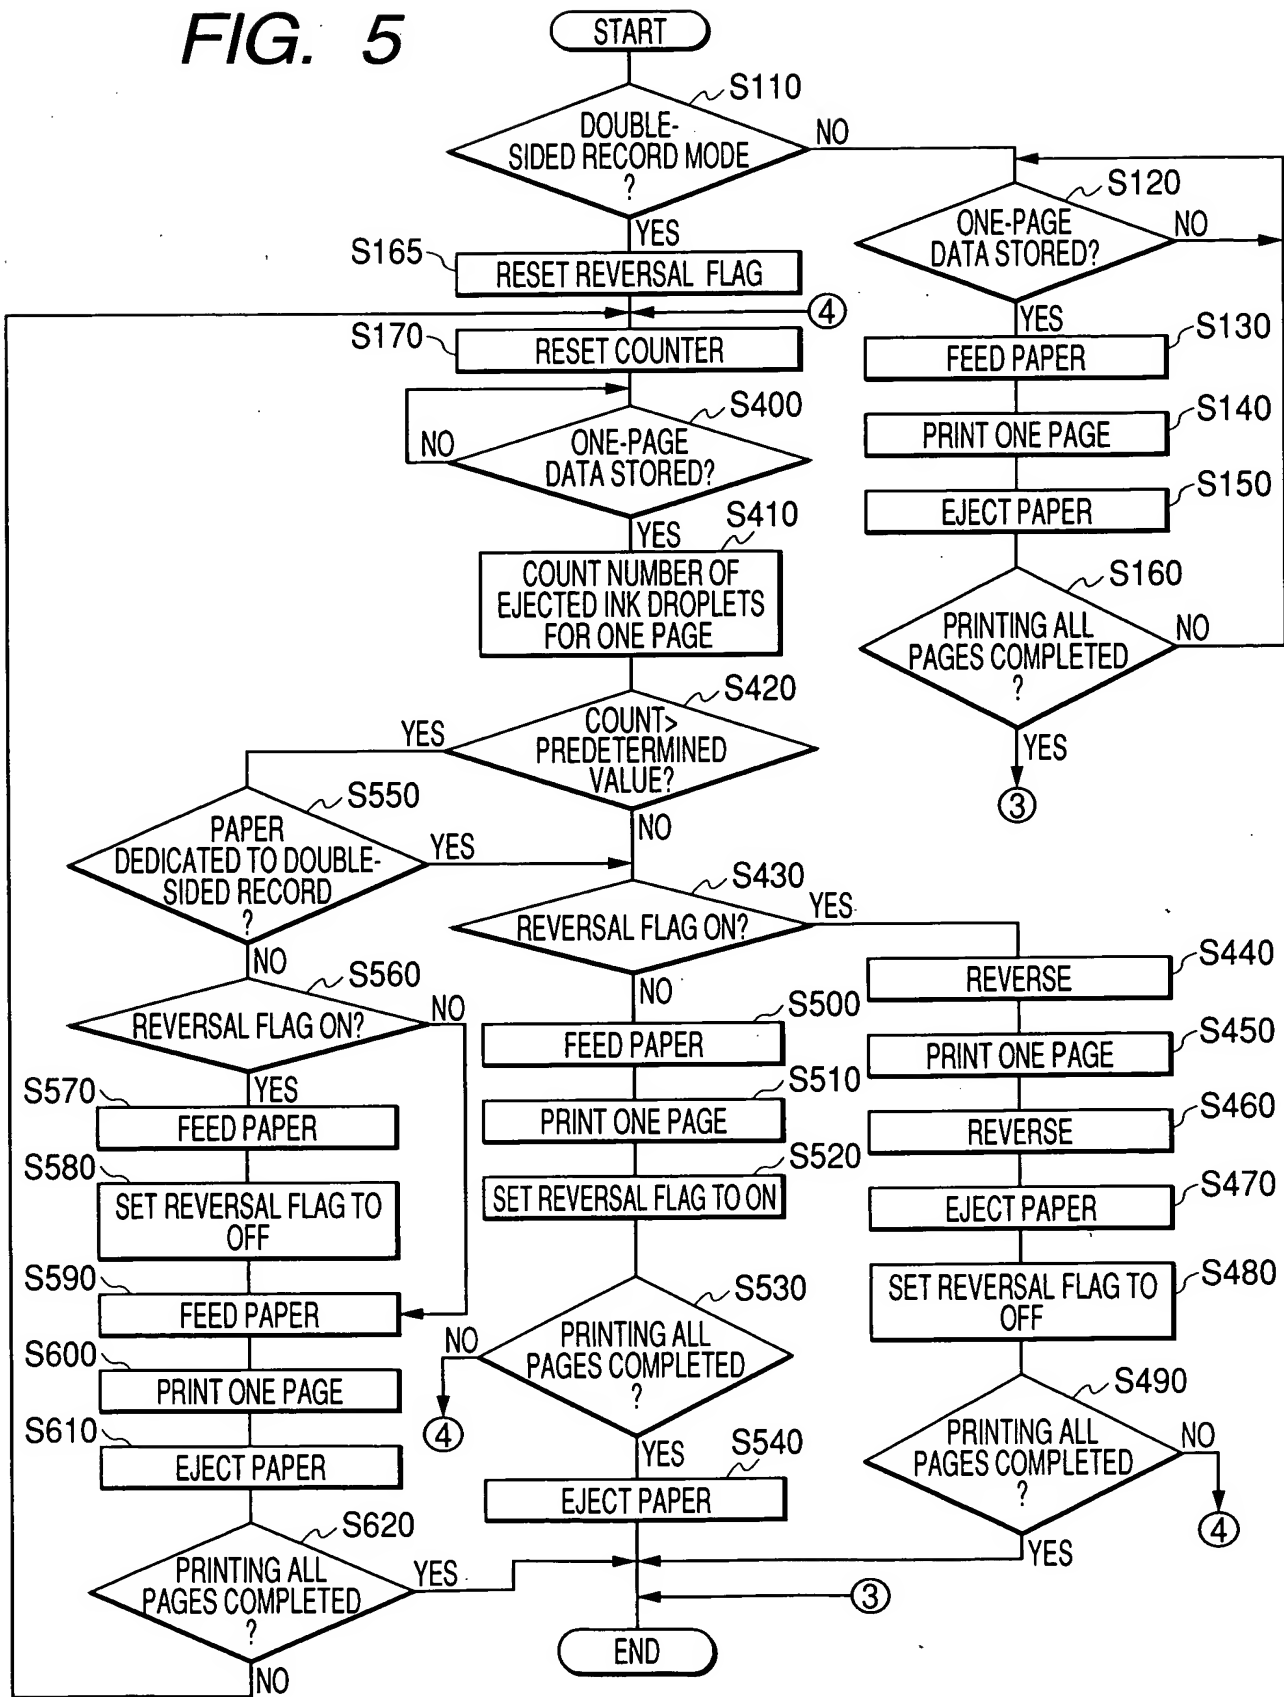 FIG. 5
START
S110
DOUBLE-
SIDED RECORD MODE
?
NO
YES
S120
ONE-PAGE
DATA STORED?
NO
YES
S165
RESET REVERSAL FLAG
4
S130
FEED PAPER
S170
RESET COUNTER
S140
PRINT ONE PAGE
S400
ONE-PAGE
DATA STORED?
NO
YES
S150
EJECT PAPER
S410
COUNT NUMBER OF
EJECTED INK DROPLETS
FOR ONE PAGE
S160
PRINTING ALL
PAGES COMPLETED
?
NO
YES
3
S420
COUNT>
PREDETERMINED
VALUE?
YES
NO
S550
PAPER
DEDICATED TO DOUBLE-
SIDED RECORD
?
YES
NO
S430
REVERSAL FLAG ON?
YES
NO
S440
REVERSE
S560
REVERSAL FLAG ON?
NO
YES
S500
FEED PAPER
S450
PRINT ONE PAGE
S570
FEED PAPER
S510
PRINT ONE PAGE
S460
REVERSE
S580
SET REVERSAL FLAG TO
OFF
S520
SET REVERSAL FLAG TO ON
S470
EJECT PAPER
S590
FEED PAPER
S530
PRINTING ALL
PAGES COMPLETED
?
NO
4
YES
S480
SET REVERSAL FLAG TO
OFF
S600
PRINT ONE PAGE
S490
PRINTING ALL
PAGES COMPLETED
?
NO
4
YES
S610
EJECT PAPER
S540
EJECT PAPER
S620
PRINTING ALL
PAGES COMPLETED
?
YES
NO
3
END